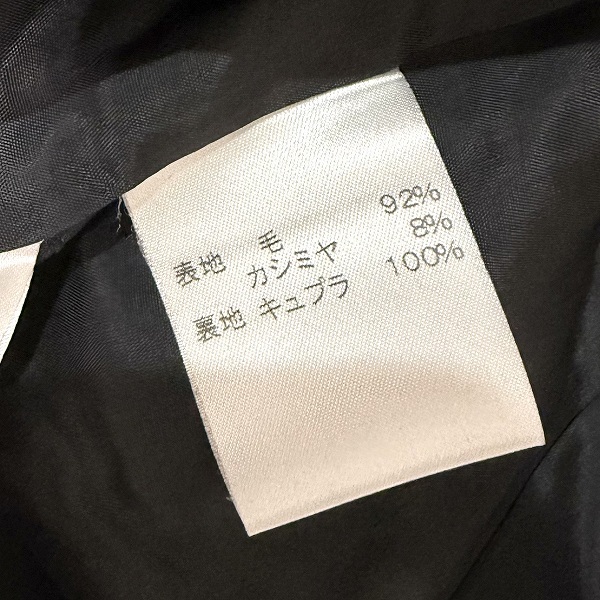 表地 毛 92%
カシミヤ 8%
裏地 キュプラ 100%